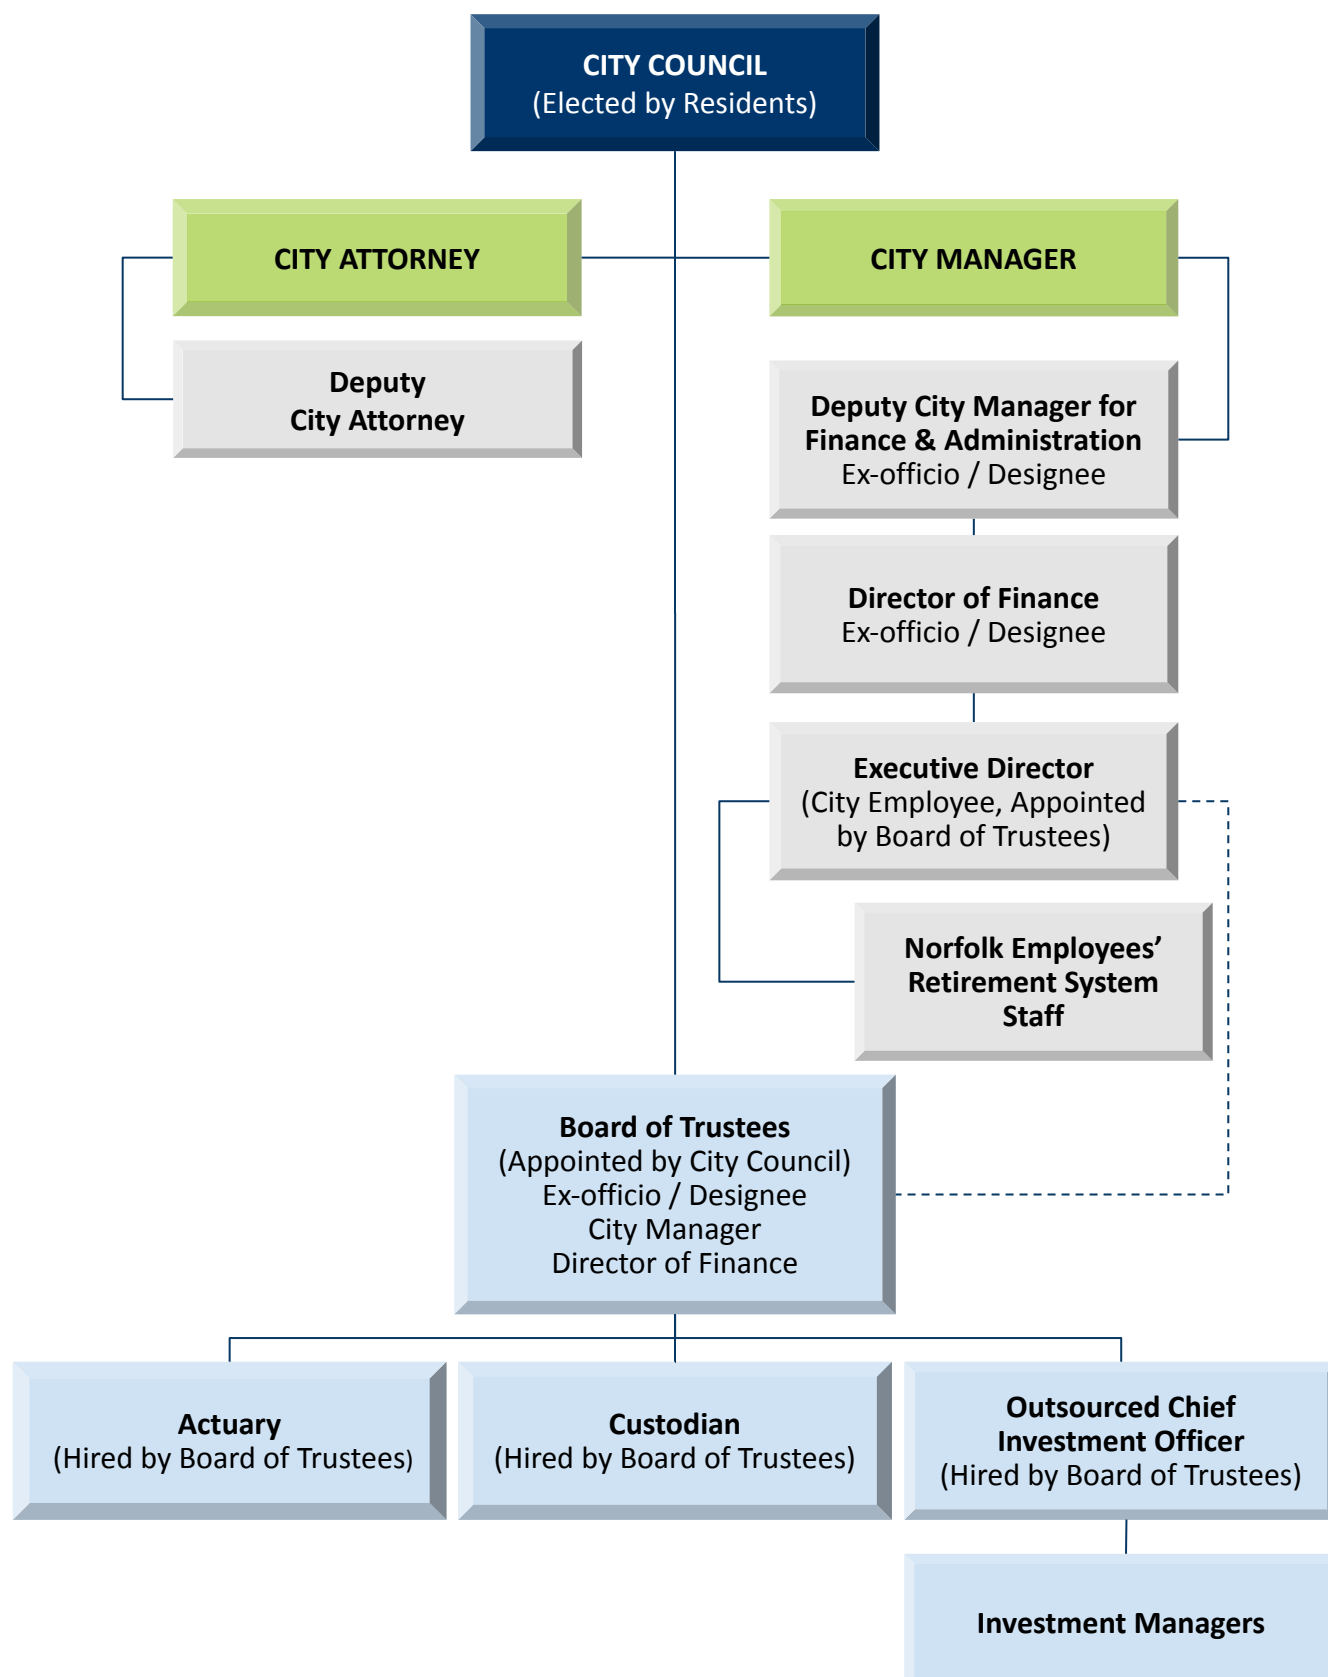 CITY COUNCIL
(Elected by Residents)
CITY ATTORNEY
CITY MANAGER
Deputy
City Attorney
Deputy City Manager for
Finance & Administration
Ex-officio / Designee
Director of Finance
Ex-officio / Designee
Executive Director
(City Employee, Appointed
by Board of Trustees)
Norfolk Employees’
Retirement System
Staff
Board of Trustees
(Appointed by City Council)
Ex-officio / Designee
City Manager
Director of Finance
Actuary
(Hired by Board of Trustees)
Custodian
(Hired by Board of Trustees)
Outsourced Chief
Investment Officer
(Hired by Board of Trustees)
Investment Managers